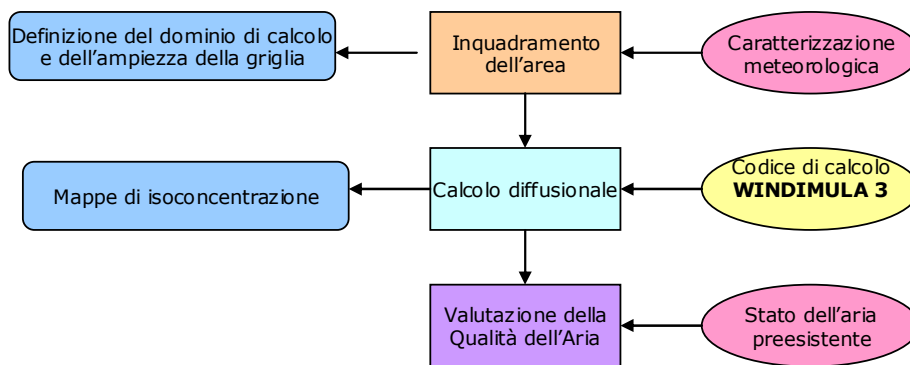 Definizione del dominio di calcolo
e dell'ampiezza della griglia
Inquadramento
dell'area
Caratterizzazione
meteorologica
Mappe di isoconcentrazione
Calcolo diffusionale
Codice di calcolo
WINDIMULA 3
Valutazione della
Qualità dell'Aria
Stato dell'aria
preesistente